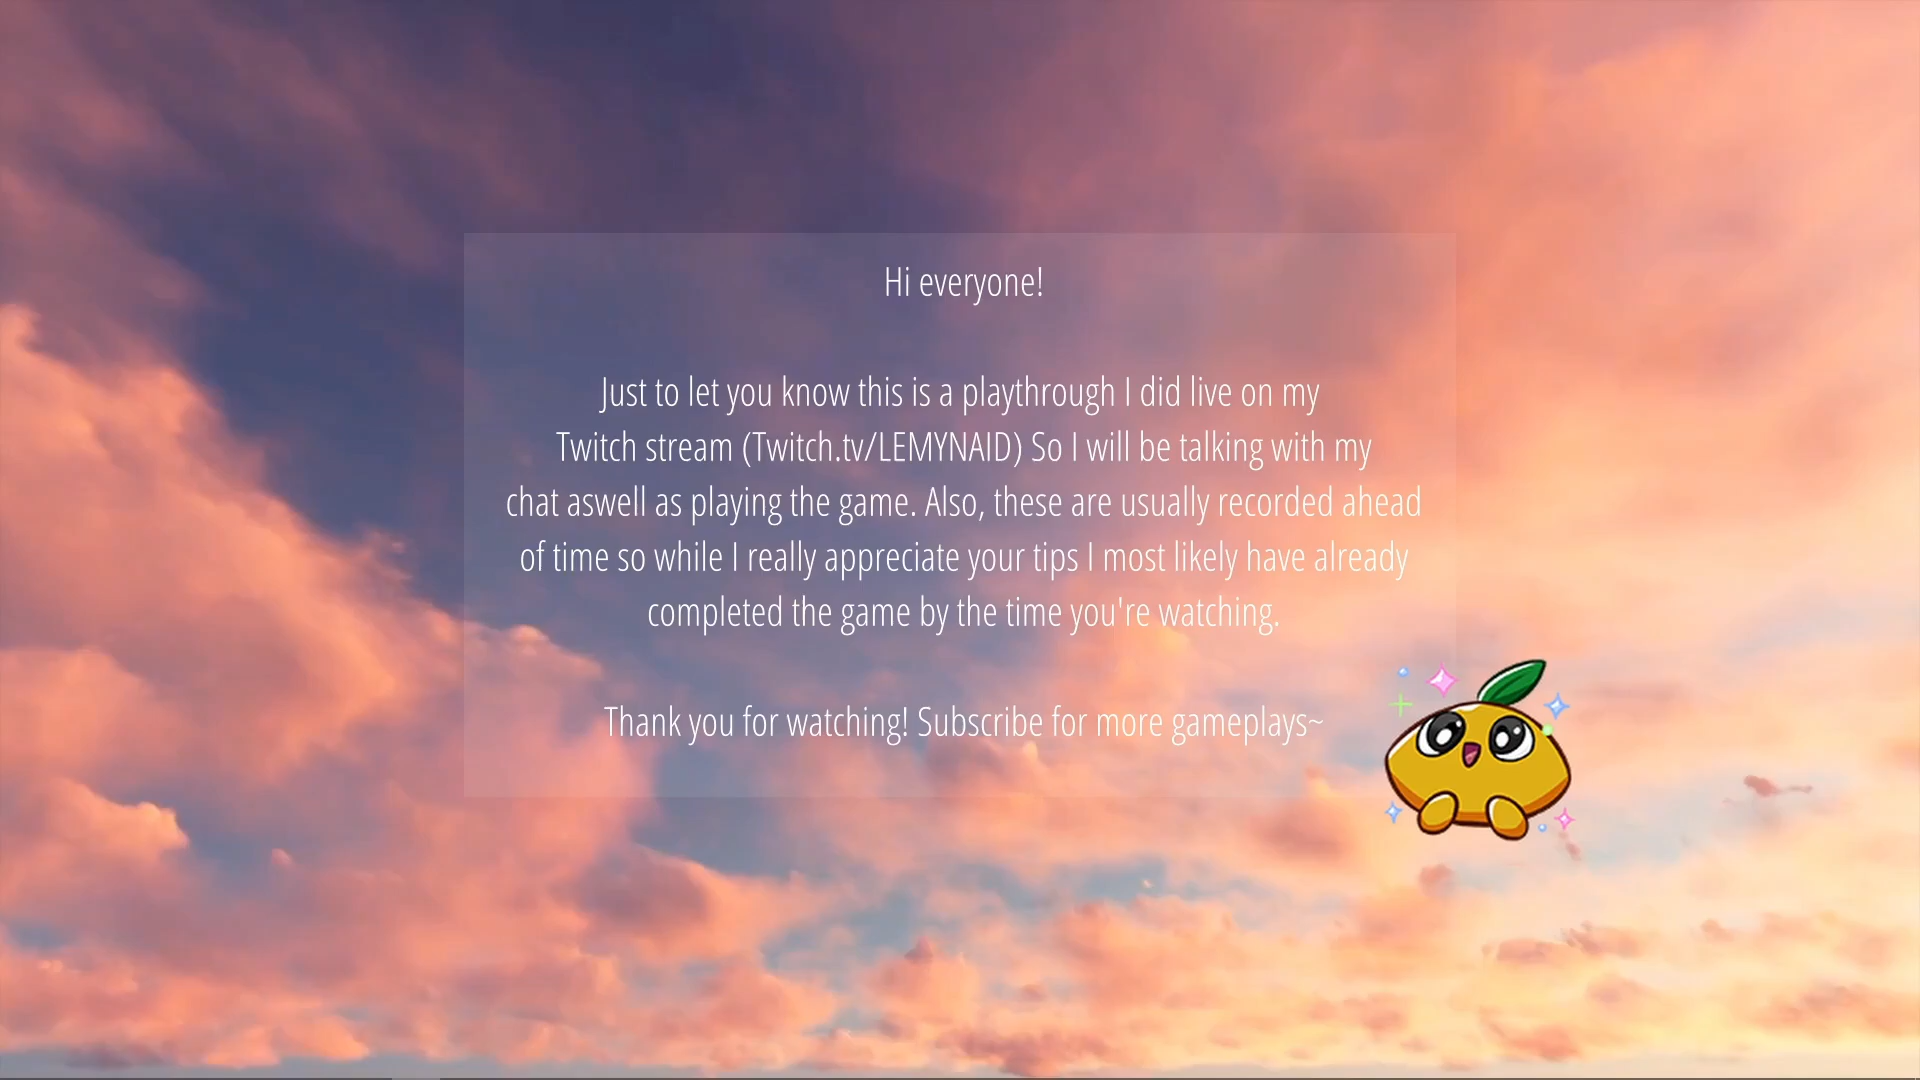 Hi everyone!
Just to let you know this is a playthrough I did live on my
Twitch stream (Twitch.tv/LEMYNAID) So I will be talking with my
chat aswell as playing the game. Also, these are usually recorded ahead
of time so while I really appreciate your tips I most likely have already
completed the game by the time you're watching.
Thank you for watching! Subscribe for more gameplays~